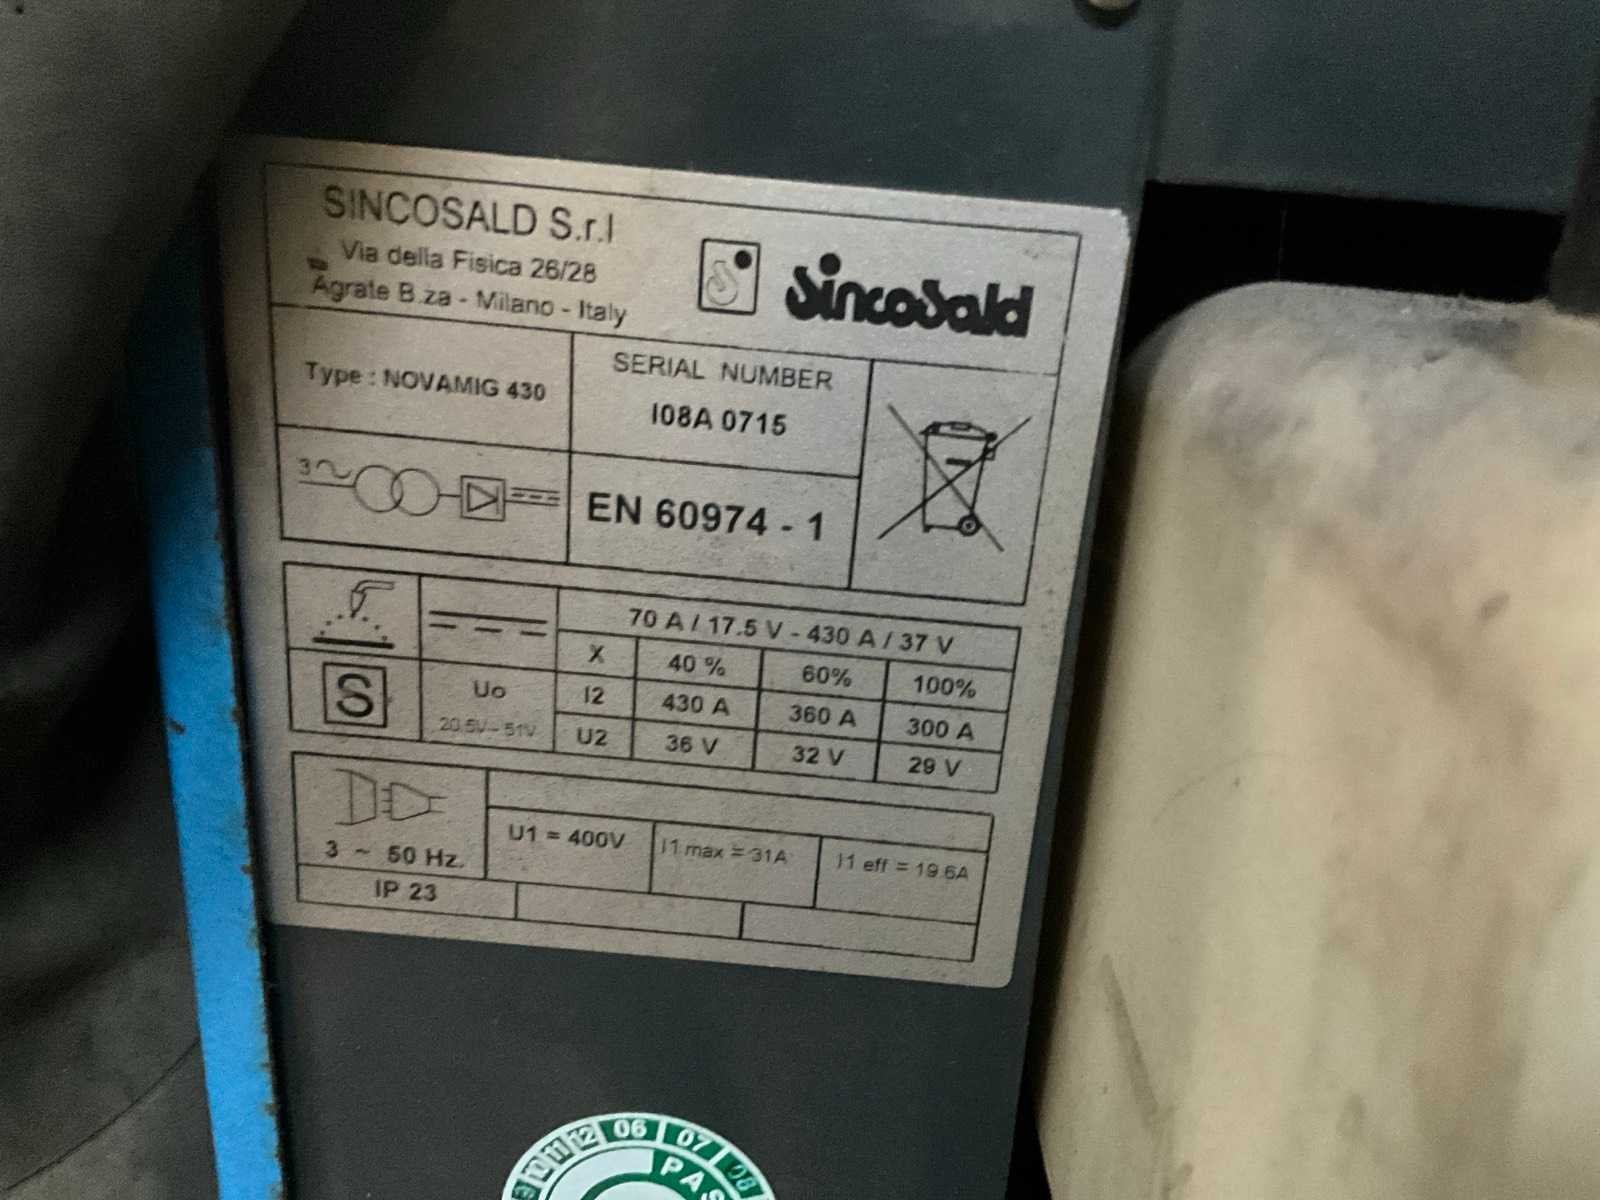 SINCOSALD S.r.l
Via della Fisica 26/28
Agrate B.za - Milano - Italy
SincoSald
Type : NOVAMIG 430
SERIAL NUMBER
I08A 0715
3~
EN 60974 - 1
70 A / 17.5 V - 430 A / 37 V
X 40 % 60% 100%
S
Uo
20.5V - 51V
I2 430 A 360 A 300 A
U2 36 V 32 V 29 V
3 ~ 50 Hz.
U1 = 400V
I1 max = 31A
I1 eff = 19.6A
IP 23
10 11 12 06 07 08
PAS